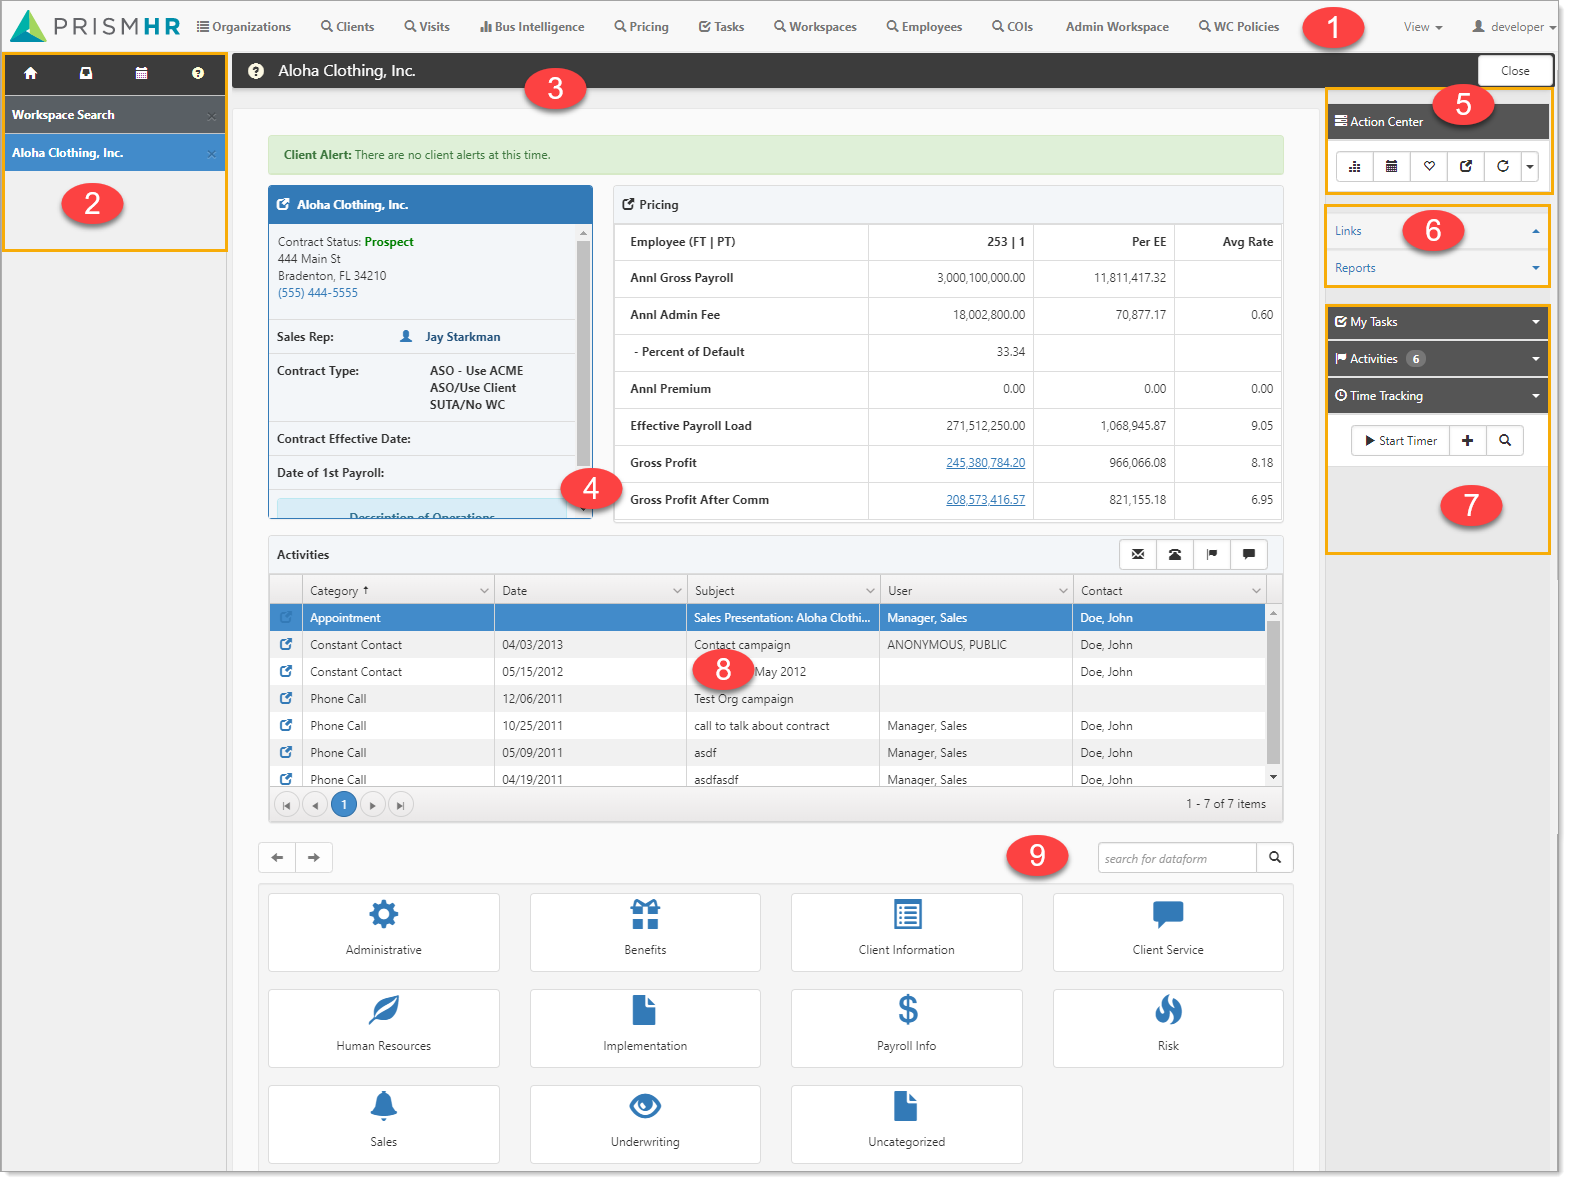 PRISMHR Organizations Clients Visits Bus Intelligence Pricing Tasks Workspaces Employees COIs Admin Workspace WC Policies 1 View developer
Workspace Search
Aloha Clothing, Inc.
2
Aloha Clothing, Inc. Close
3
Client Alert: There are no client alerts at this time.
Aloha Clothing, Inc.
Contract Status: Prospect
444 Main St
Bradenton, FL 34210
(555) 444-5555
Sales Rep: Jay Starkman
Contract Type: ASO - Use ACME
ASO/Use Client
SUTA/No WC
Contract Effective Date:
Date of 1st Payroll:
Description of Operations
4
Pricing
Employee (FT | PT) 253 | 1 Per EE Avg Rate
Annl Gross Payroll 3,000,100,000.00 11,811,417.32
Annl Admin Fee 18,002,800.00 70,877.17 0.60
- Percent of Default 33.34
Annl Premium 0.00 0.00 0.00
Effective Payroll Load 271,512,250.00 1,068,945.87 9.05
Gross Profit 245,380,784.20 966,066.08 8.18
Gross Profit After Comm 208,573,416.57 821,155.18 6.95
5
Action Center
Links 6
Reports
My Tasks
Activities 6
Time Tracking
Start Timer
7
Activities
Category Date Subject User Contact
Appointment Sales Presentation: Aloha Clothi... Manager, Sales Doe, John
Constant Contact 04/03/2013 Contact campaign ANONYMOUS, PUBLIC Doe, John
Constant Contact 05/15/2012 8 May 2012 Doe, John
Phone Call 12/06/2011 Test Org campaign
Phone Call 10/25/2011 call to talk about contract Manager, Sales Doe, John
Phone Call 05/09/2011 asdf Manager, Sales Doe, John
Phone Call 04/19/2011 asdfasdf Manager, Sales Doe, John
1 1 - 7 of 7 items
9 search for dataform
Administrative Benefits Client Information Client Service
Human Resources Implementation Payroll Info Risk
Sales Underwriting Uncategorized